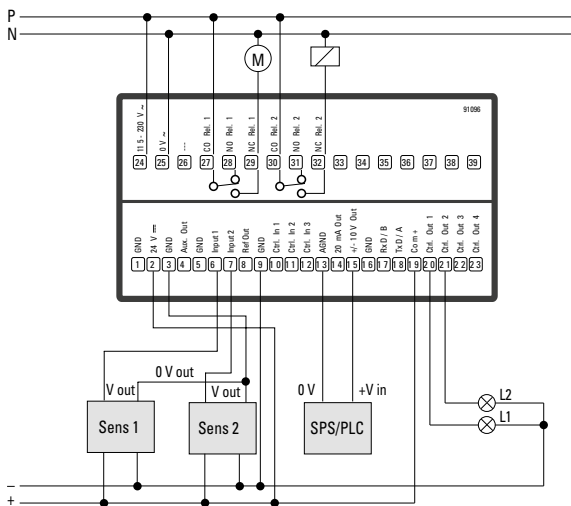 P
N
M
91096
115 - 230 V ~
0 V ~
---
CO Rel. 1
NO Rel. 1
NC Rel. 1
CO Rel. 2
NO Rel. 2
NC Rel. 2
24 25 26 27 28 29 30 31 32 33 34 35 36 37 38 39
GND
24 V ⎓
GND
Aux. Out
GND
Input1
Input2
Ref Out
GND
Ctrl. In 1
Ctrl. In 2
Ctrl. In 3
AGND
20 mA Out
+/- 10 V Out
GND
RxD / B
TxD / A
Com+
Ctrl. Out 1
Ctrl. Out 2
Ctrl. Out 3
Ctrl. Out 4
1 2 3 4 5 6 7 8 9 10 11 12 13 14 15 16 17 18 19 20 21 22 23
0 V out
V out
V out
0 V
+V in
Sens 1
Sens 2
SPS/PLC
L2
L1
–
+